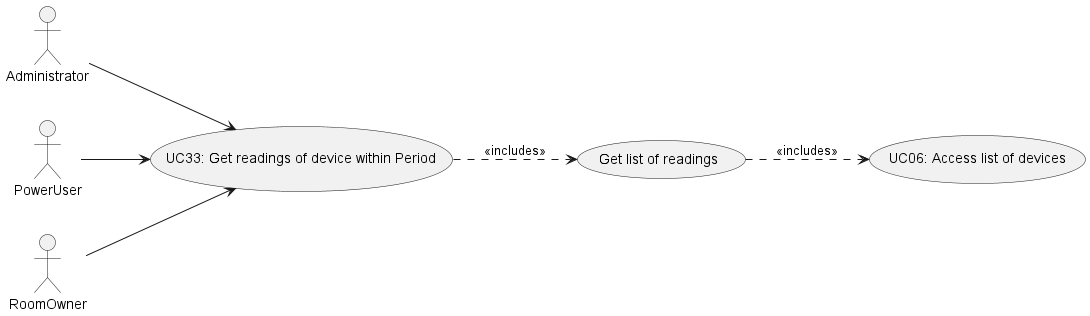 Administrator
PowerUser
RoomOwner
UC33: Get readings of device within Period
«includes»
Get list of readings
«includes»
UC06: Access list of devices